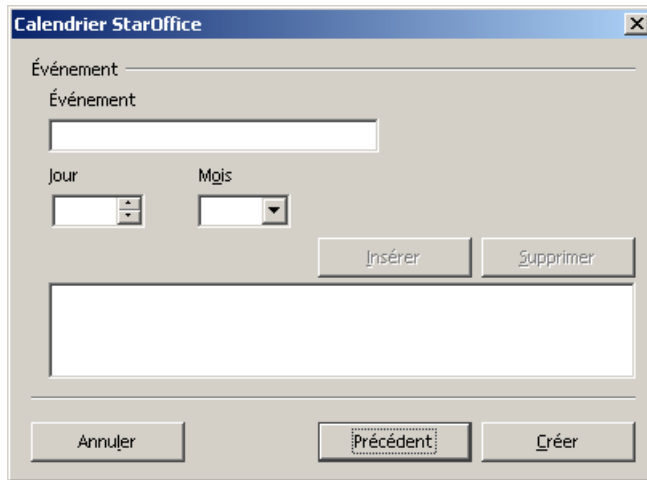 Calendrier StarOffice
Événement
Événement
Jour Mois
Insérer Supprimer
Annuler Précédent Créer